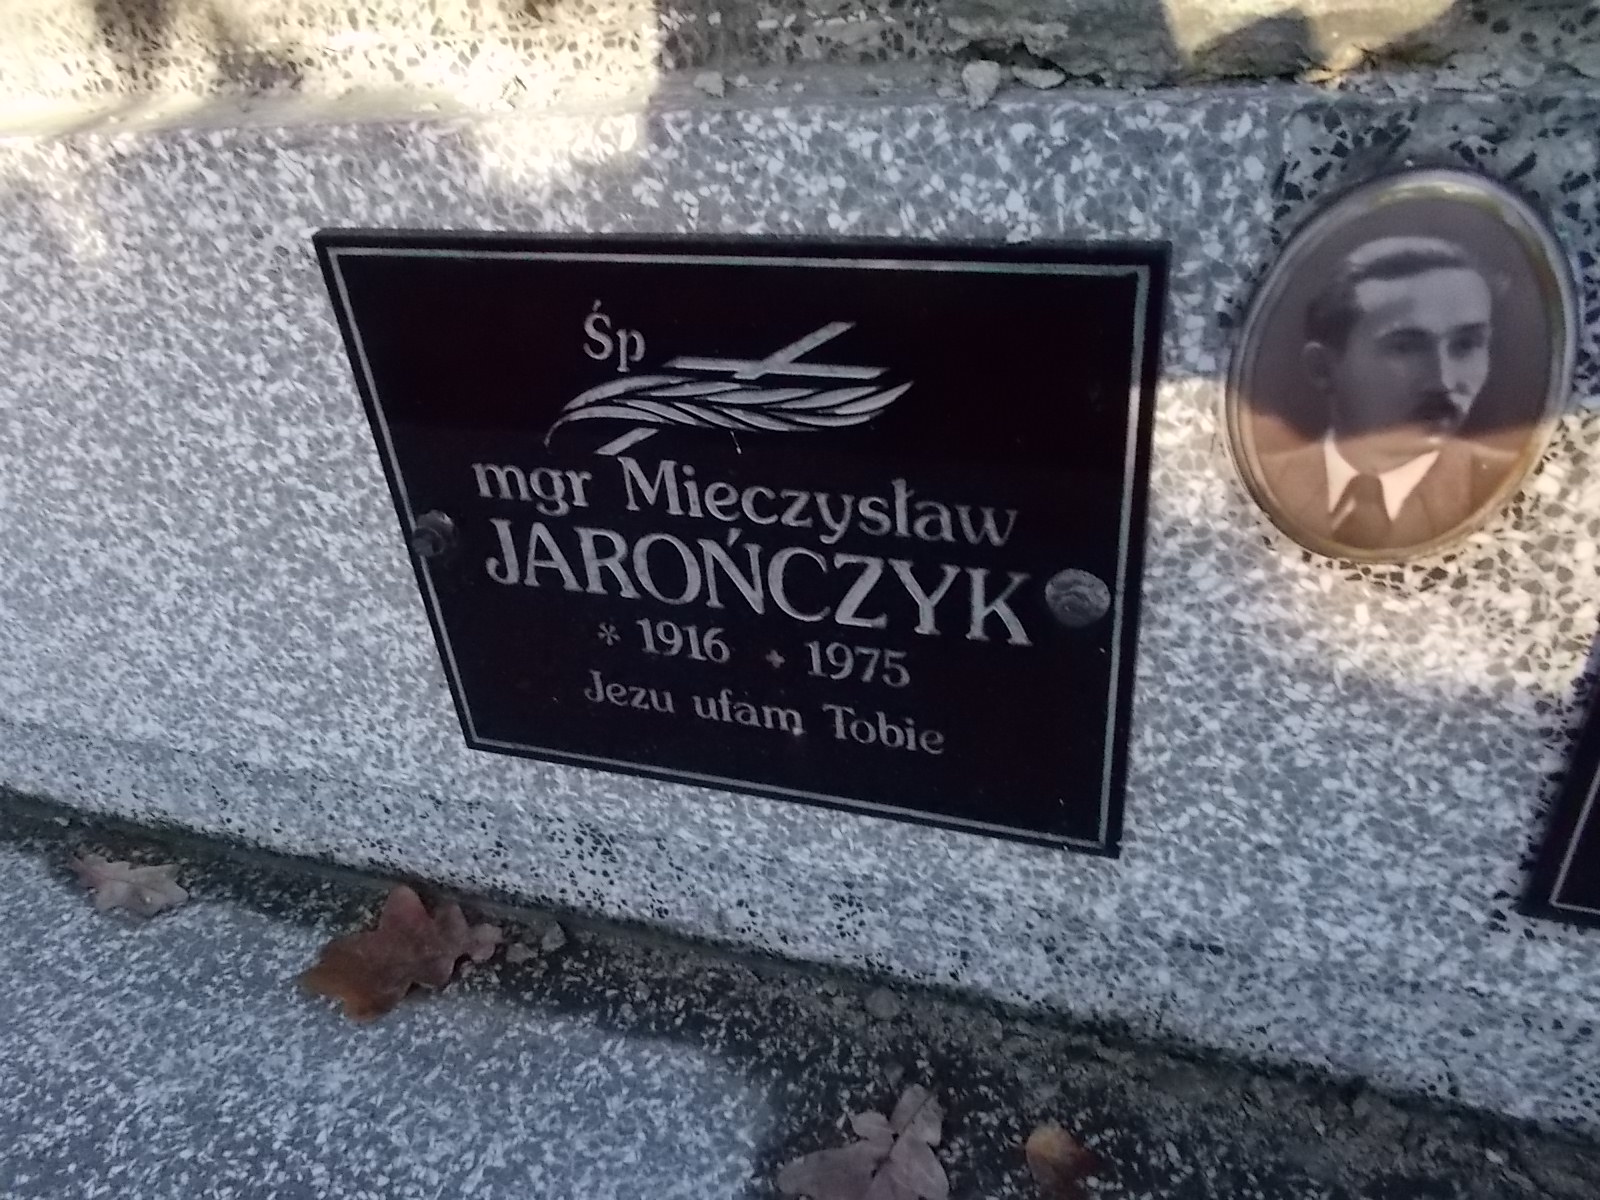 Śp
mgr Mieczysław
JAROŃCZYK
* 1916 + 1975
Jezu ufam Tobie